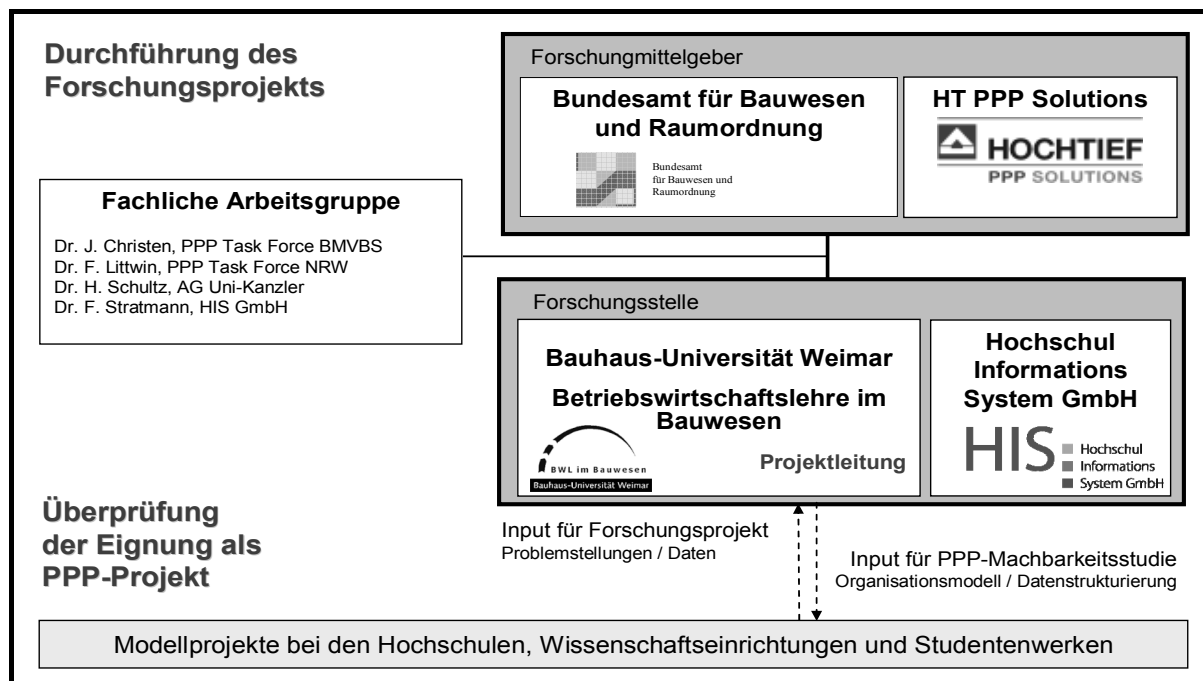 Durchführung des
Forschungsprojekts
Forschungmittelgeber
Bundesamt für Bauwesen
und Raumordnung
Bundesamt
für Bauwesen und
Raumordnung
HT PPP Solutions
HOCHTIEF
PPP SOLUTIONS
Fachliche Arbeitsgruppe
Dr. J. Christen, PPP Task Force BMVBS
Dr. F. Littwin, PPP Task Force NRW
Dr. H. Schultz, AG Uni-Kanzler
Dr. F. Stratmann, HIS GmbH
Forschungsstelle
Bauhaus-Universität Weimar
Betriebswirtschaftslehre im
Bauwesen
BWL im Bauwesen
Bauhaus-Universität Weimar
Projektleitung
Hochschul
Informations
System GmbH
HIS
Hochschul
Informations
System GmbH
Überprüfung
der Eignung als
PPP-Projekt
Input für Forschungsprojekt
Problemstellungen / Daten
Input für PPP-Machbarkeitsstudie
Organisationsmodell / Datenstrukturierung
Modellprojekte bei den Hochschulen, Wissenschaftseinrichtungen und Studentenwerken